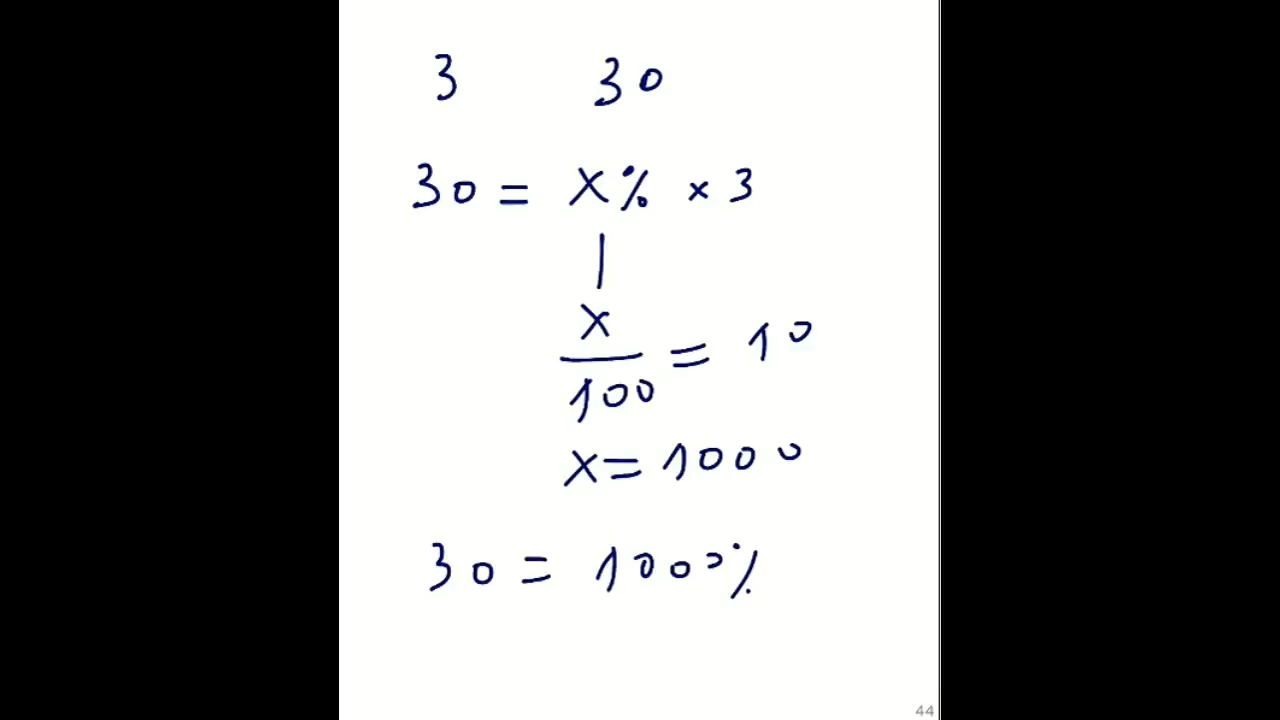 3 30
30 = x% × 3
x
100 = 10
x = 1000
30 = 1000%
44